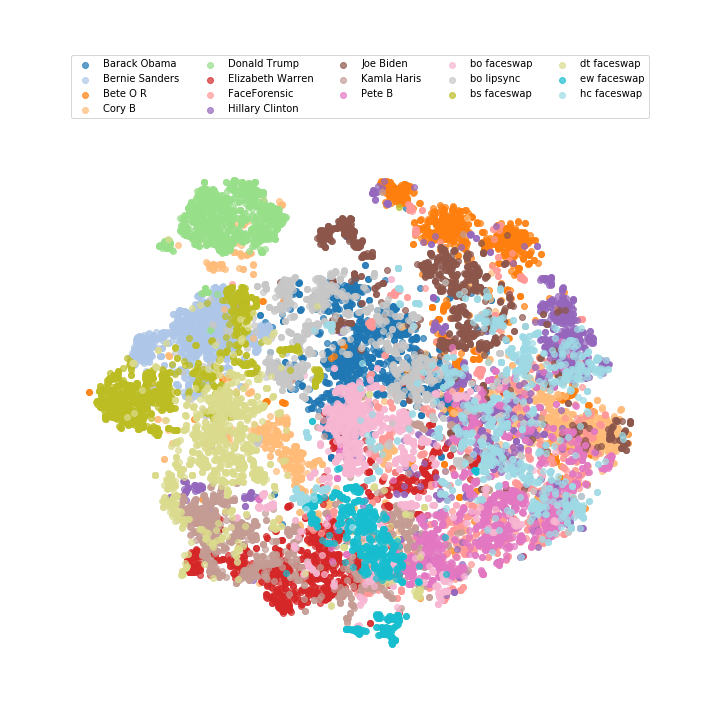 Barack Obama
Bernie Sanders
Bete O R
Cory B
Donald Trump
Elizabeth Warren
FaceForensic
Hillary Clinton
Joe Biden
Kamla Haris
Pete B
bo faceswap
bo lipsync
bs faceswap
dt faceswap
ew faceswap
hc faceswap